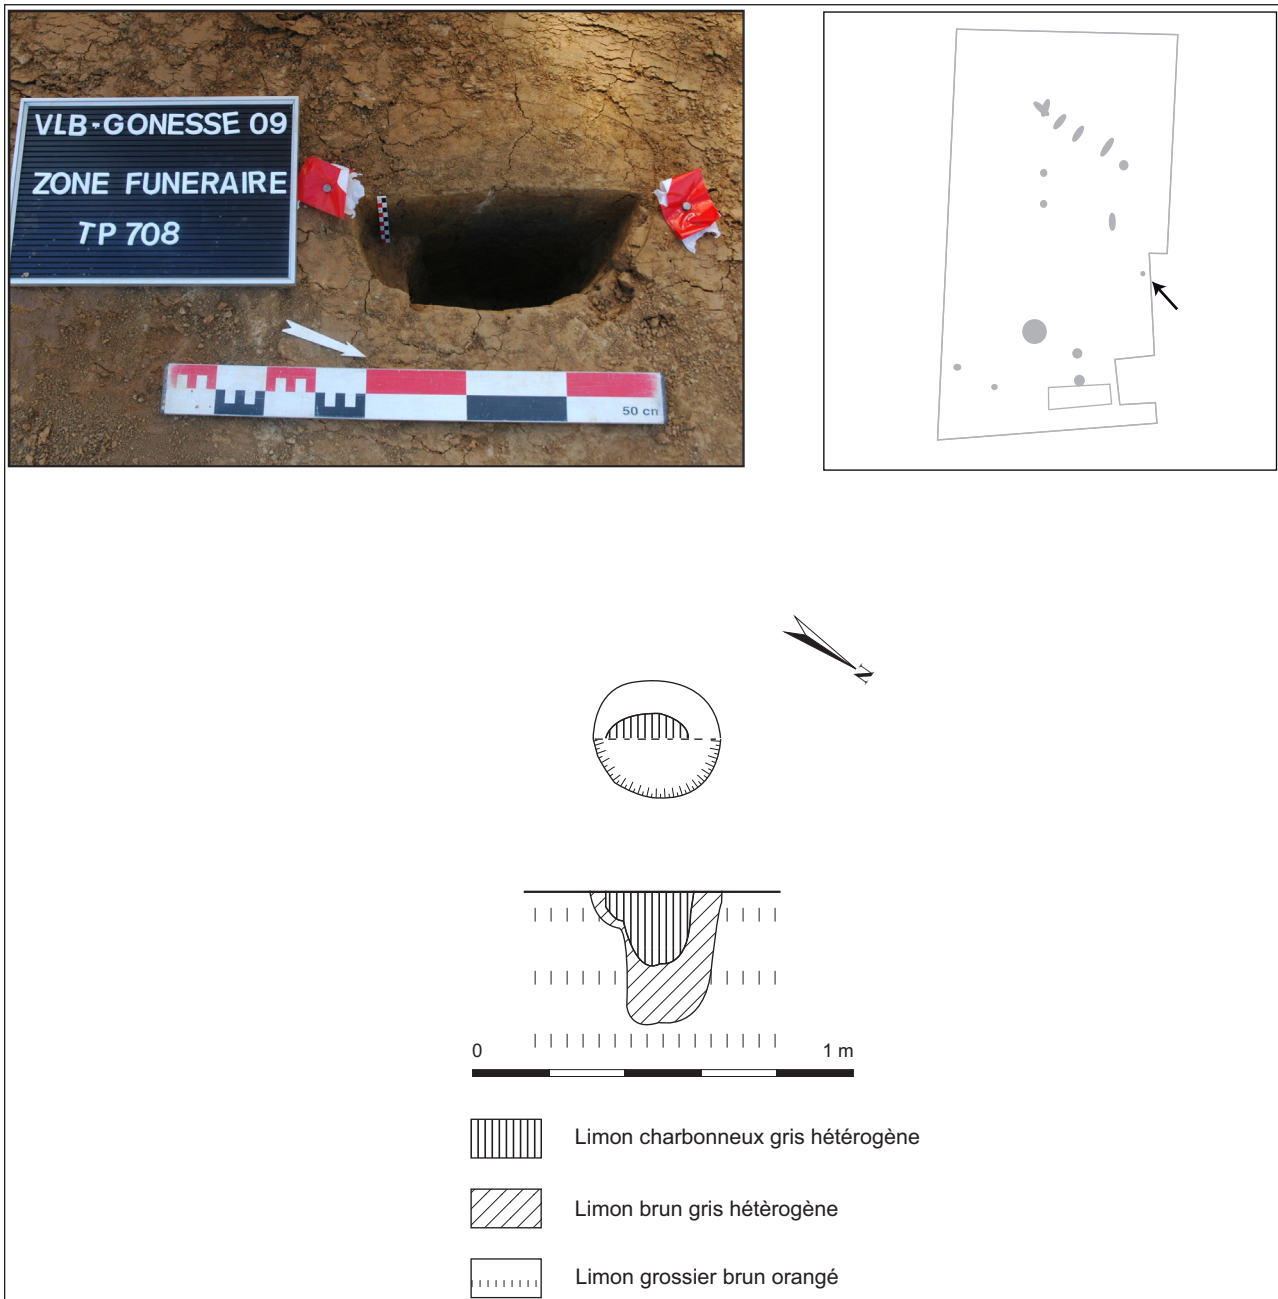 VLB-GONESSE 09
ZONE FUNERAIRE
TP 708
50 cm
N
0 1 m
Limon charbonneux gris hétérogène
Limon brun gris hétèrogène
Limon grossier brun orangé